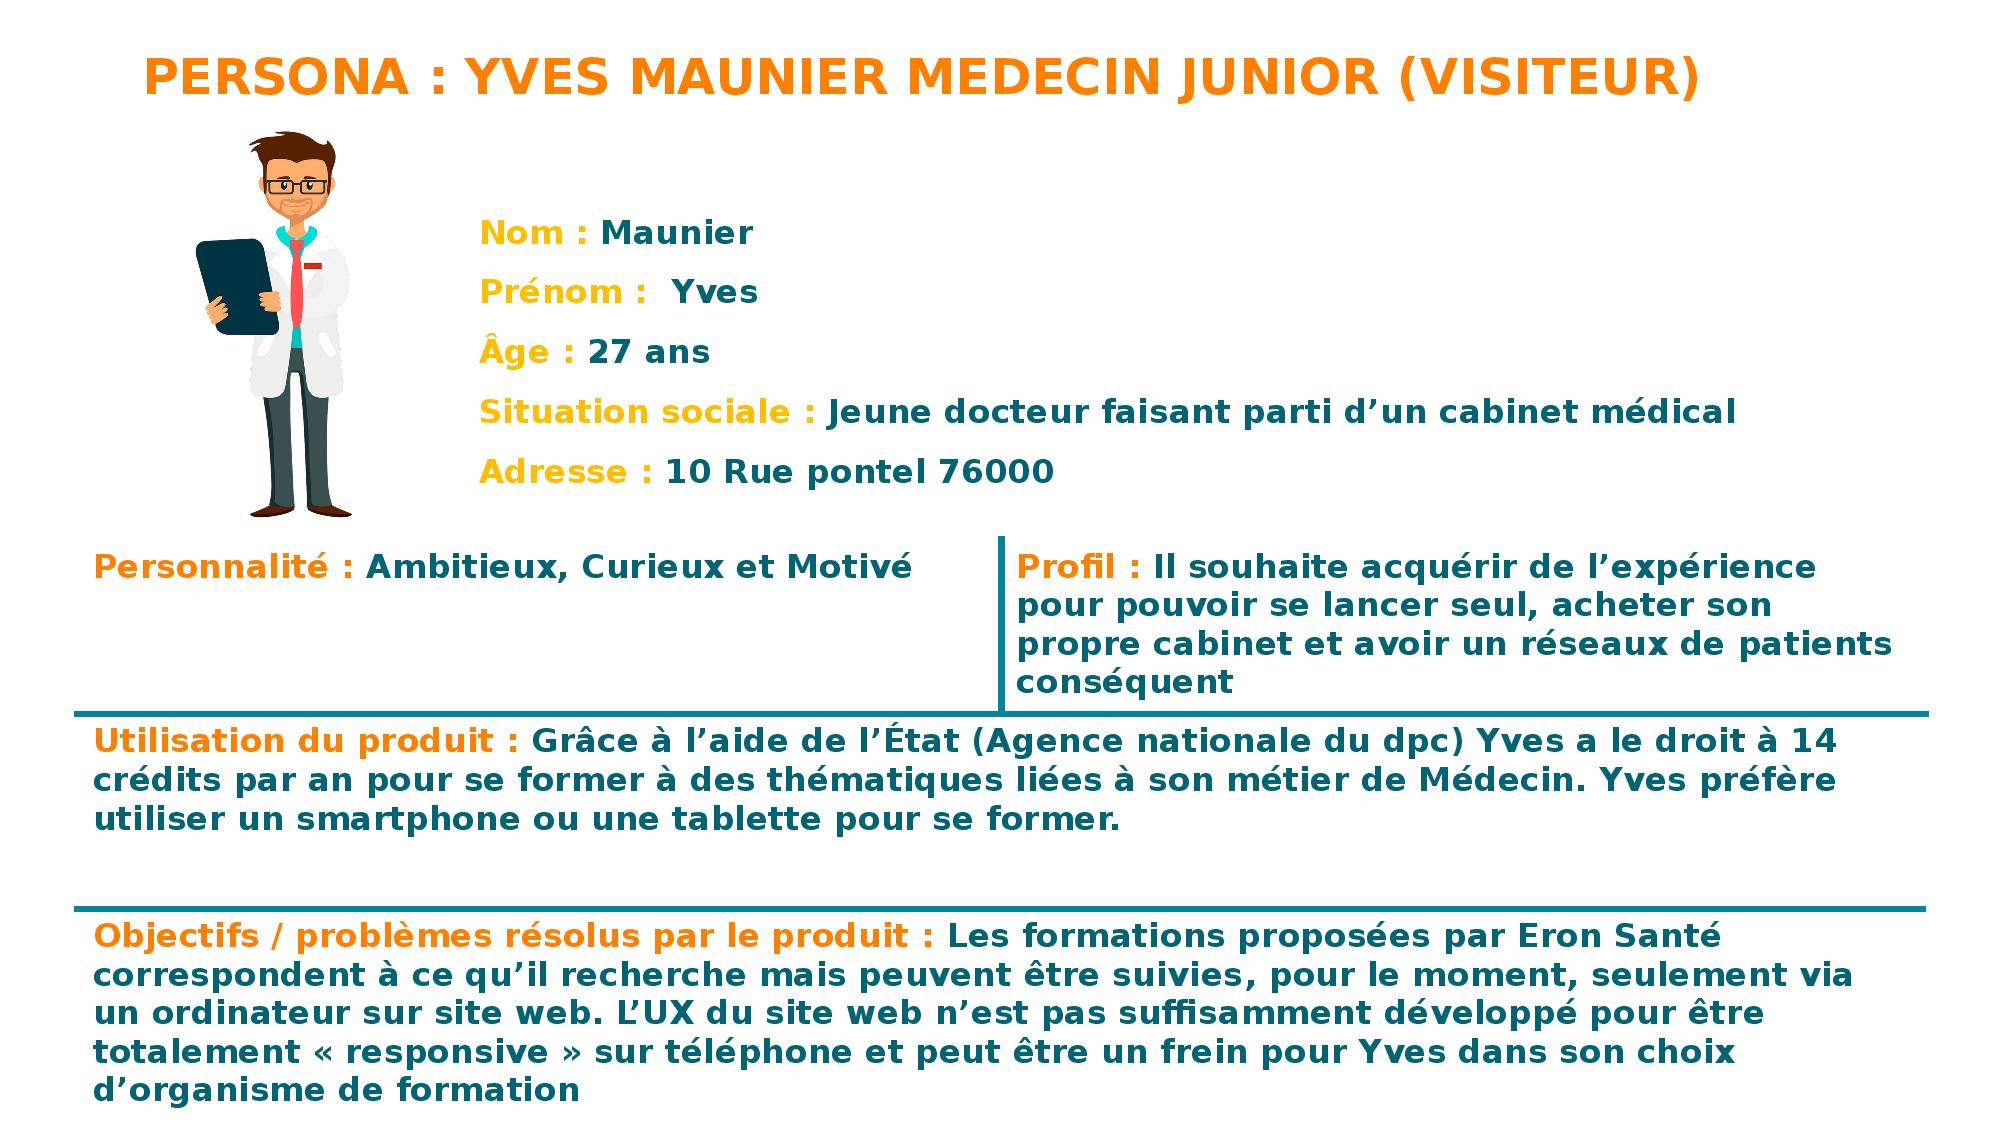 PERSONA : YVES MAUNIER MEDECIN JUNIOR (VISITEUR)
Nom : Maunier
Prénom :  Yves
Âge : 27 ans
Situation sociale : Jeune docteur faisant parti d’un cabinet médical
Adresse : 10 Rue pontel 76000
Personnalité : Ambitieux, Curieux et Motivé
Profil : Il souhaite acquérir de l’expérience
pour pouvoir se lancer seul, acheter son
propre cabinet et avoir un réseaux de patients
conséquent
Utilisation du produit : Grâce à l’aide de l’État (Agence nationale du dpc) Yves a le droit à 14
crédits par an pour se former à des thématiques liées à son métier de Médecin. Yves préfère
utiliser un smartphone ou une tablette pour se former.
Objectifs / problèmes résolus par le produit : Les formations proposées par Eron Santé
correspondent à ce qu’il recherche mais peuvent être suivies, pour le moment, seulement via
un ordinateur sur site web. L’UX du site web n’est pas suffisamment développé pour être
totalement « responsive » sur téléphone et peut être un frein pour Yves dans son choix
d’organisme de formation